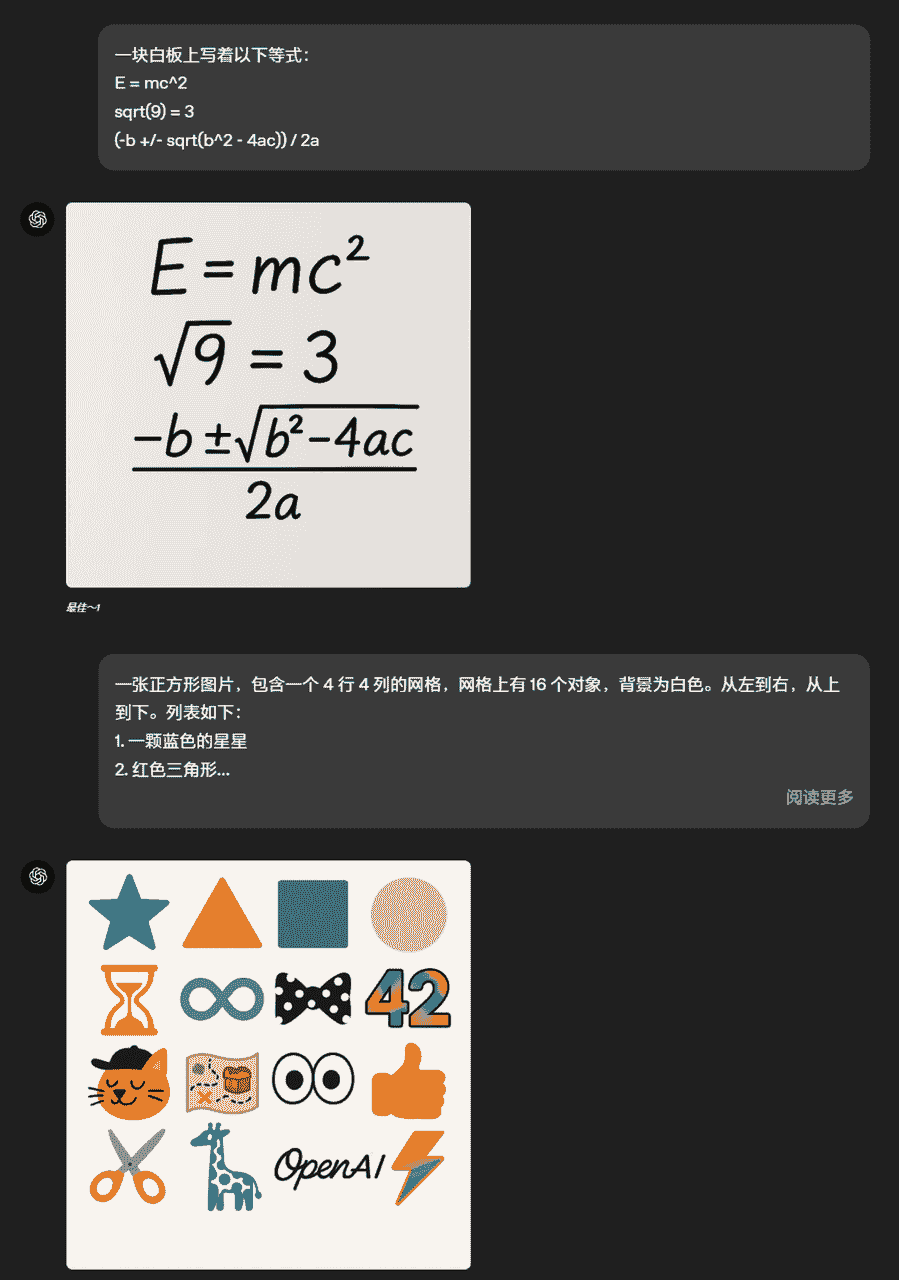 一块白板上写着以下等式：
E = mc^2
sqrt(9) = 3
(-b +/- sqrt(b^2 - 4ac)) / 2a
E = mc²
√9 = 3
−b ± √b²−4ac
2a
最佳～1
一张正方形图片，包含一个 4 行 4 列的网格，网格上有 16 个对象，背景为白色。从左到右，从上
到下。列表如下：
1. 一颗蓝色的星星
2. 红色三角形...
阅读更多
42
OpenAI